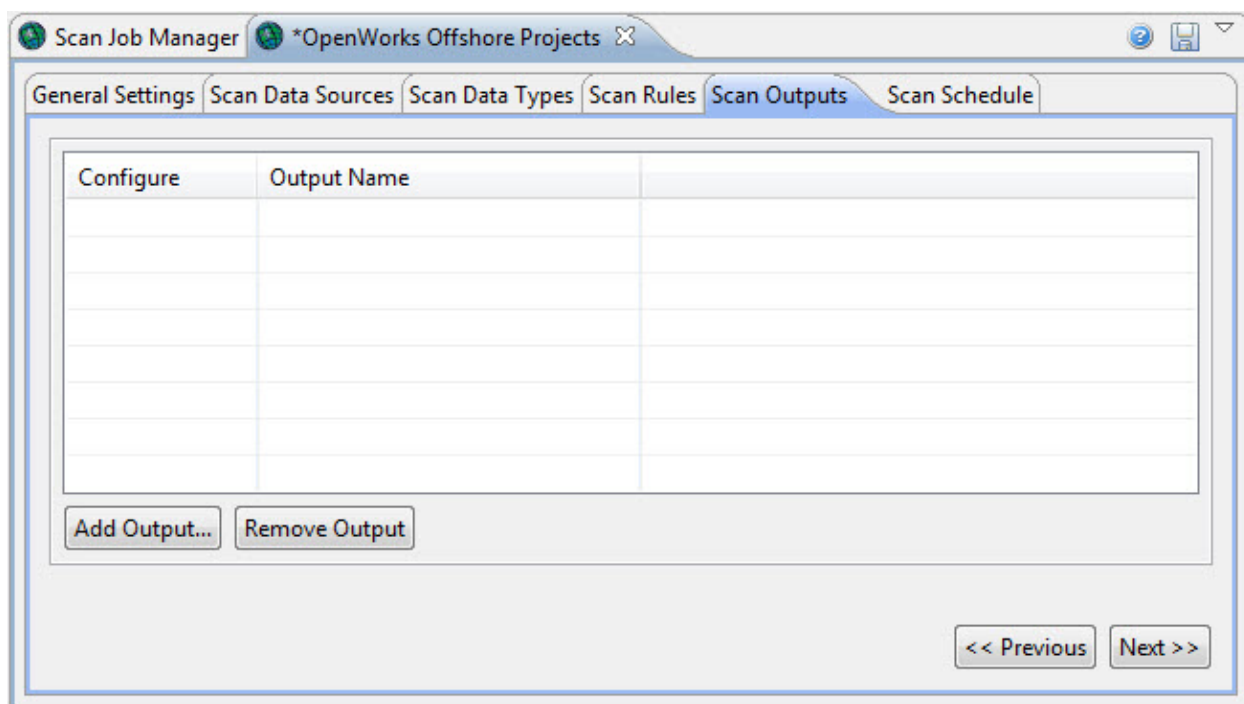 Scan Job Manager *OpenWorks Offshore Projects
General Settings Scan Data Sources Scan Data Types Scan Rules Scan Outputs Scan Schedule
Configure Output Name
Add Output... Remove Output
<< Previous Next >>